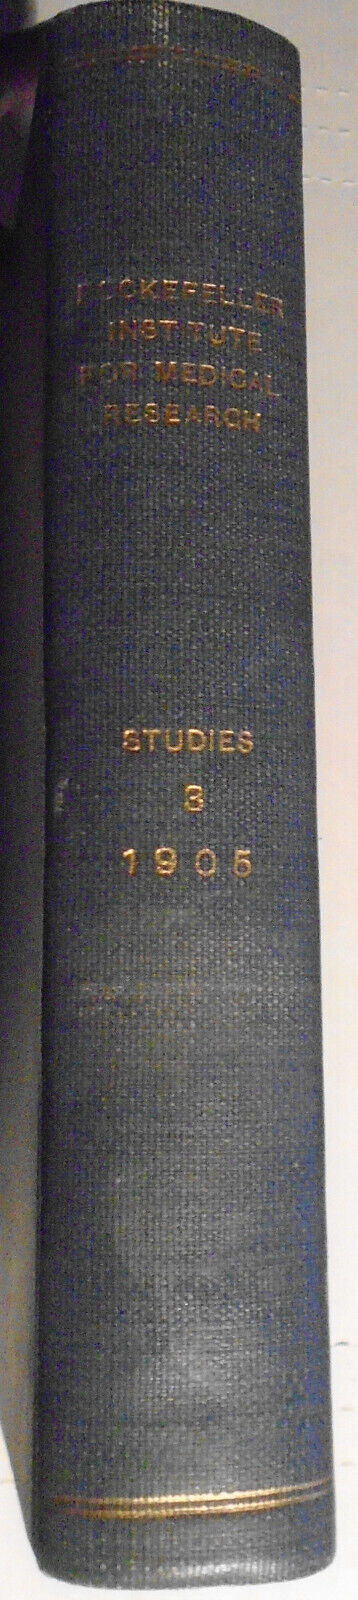 ROCKEFELLER
INSTITUTE
FOR MEDICAL
RESEARCH
STUDIES
3
1905